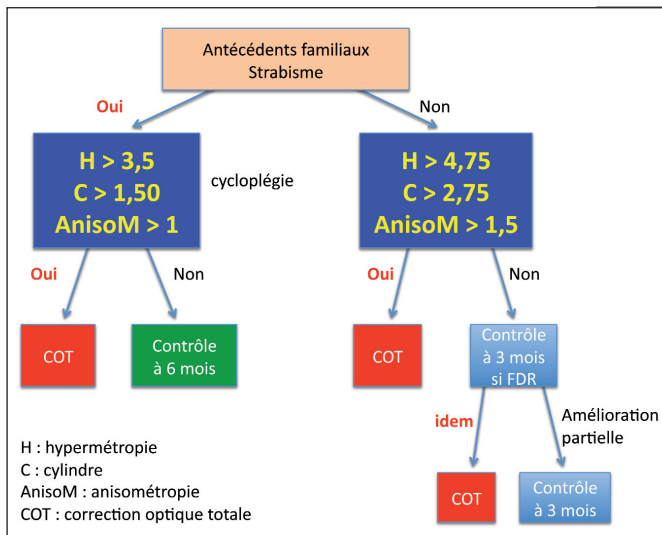 Antécédents familiaux
Strabisme
Oui
Non
H > 3,5
C > 1,50
AnisoM > 1
cycloplégie
H > 4,75
C > 2,75
AnisoM > 1,5
Oui
Non
Oui
Non
COT
Contrôle
à 6 mois
COT
Contrôle
à 3 mois
si FDR
idem
Amélioration
partielle
COT
Contrôle
à 3 mois
H : hypermétropie
C : cylindre
AnisoM : anisométropie
COT : correction optique totale